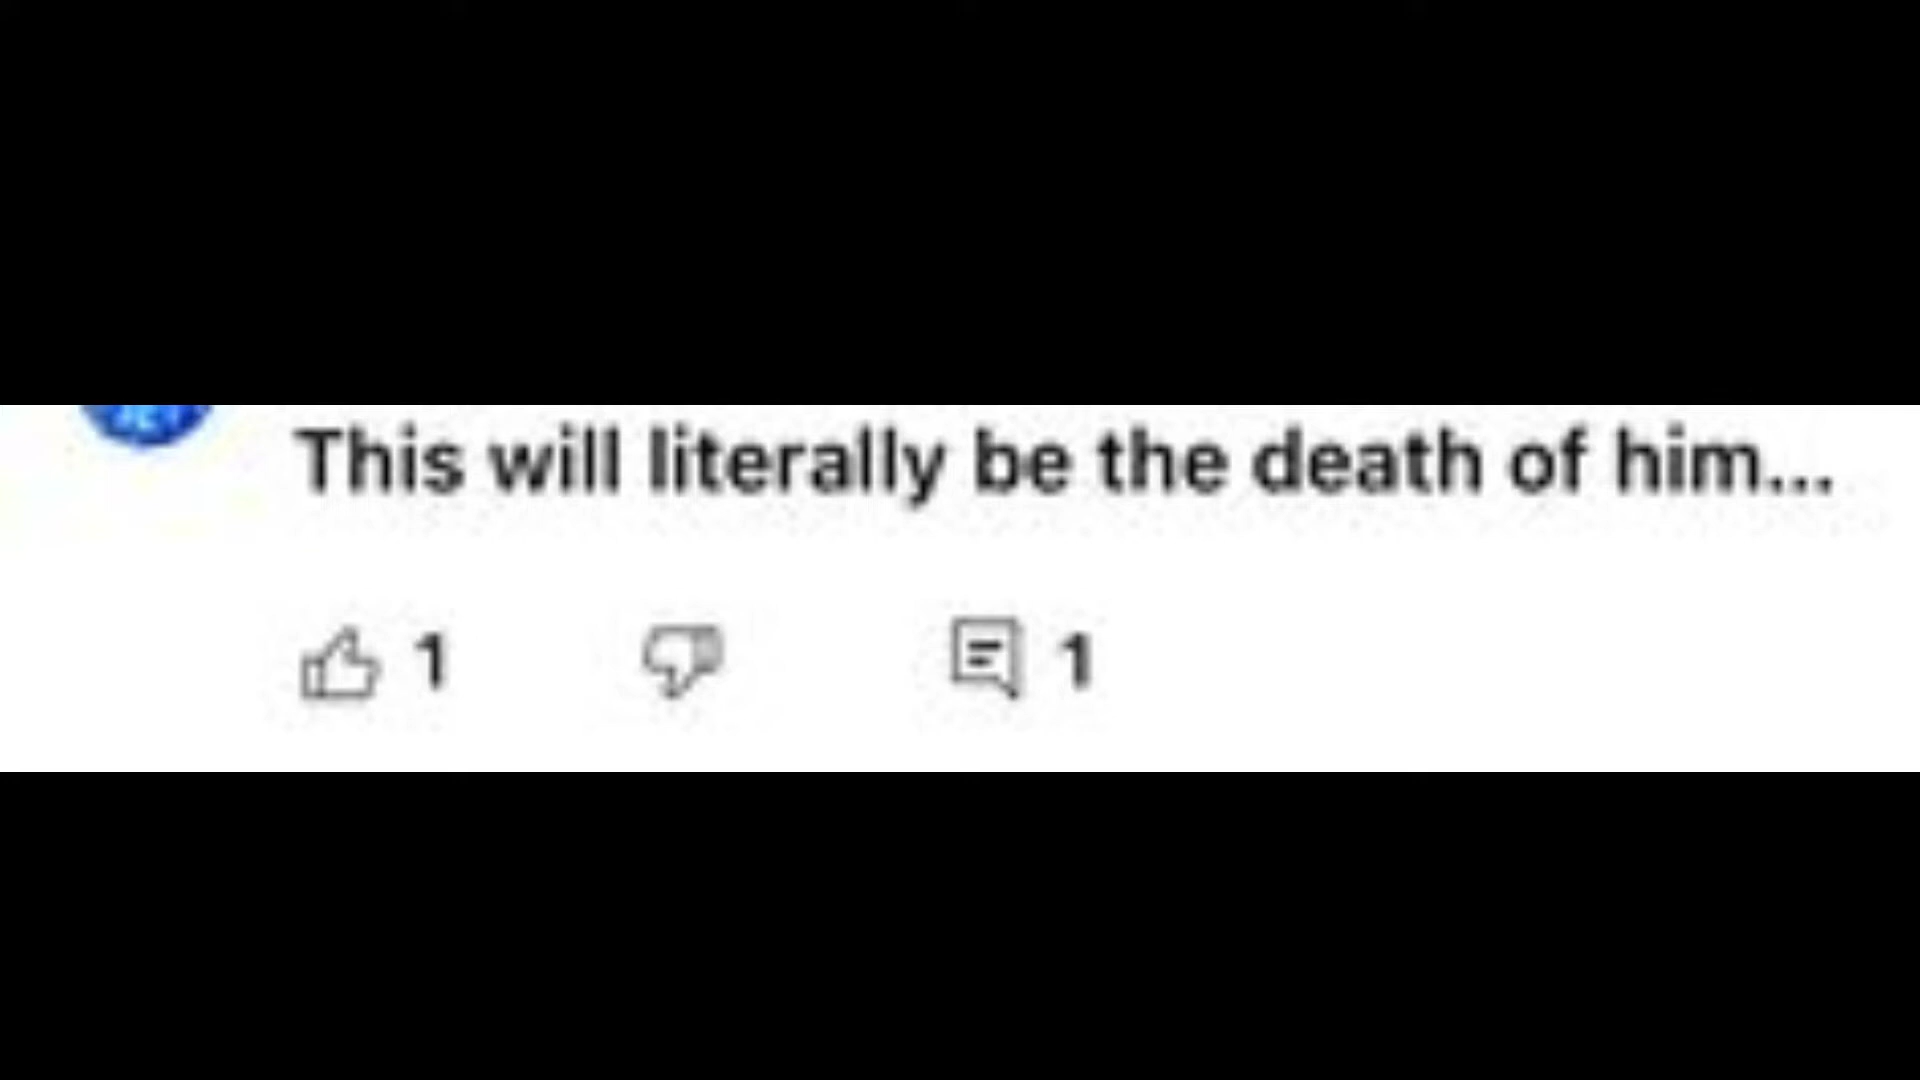 This will literally be the death of him...
1 1